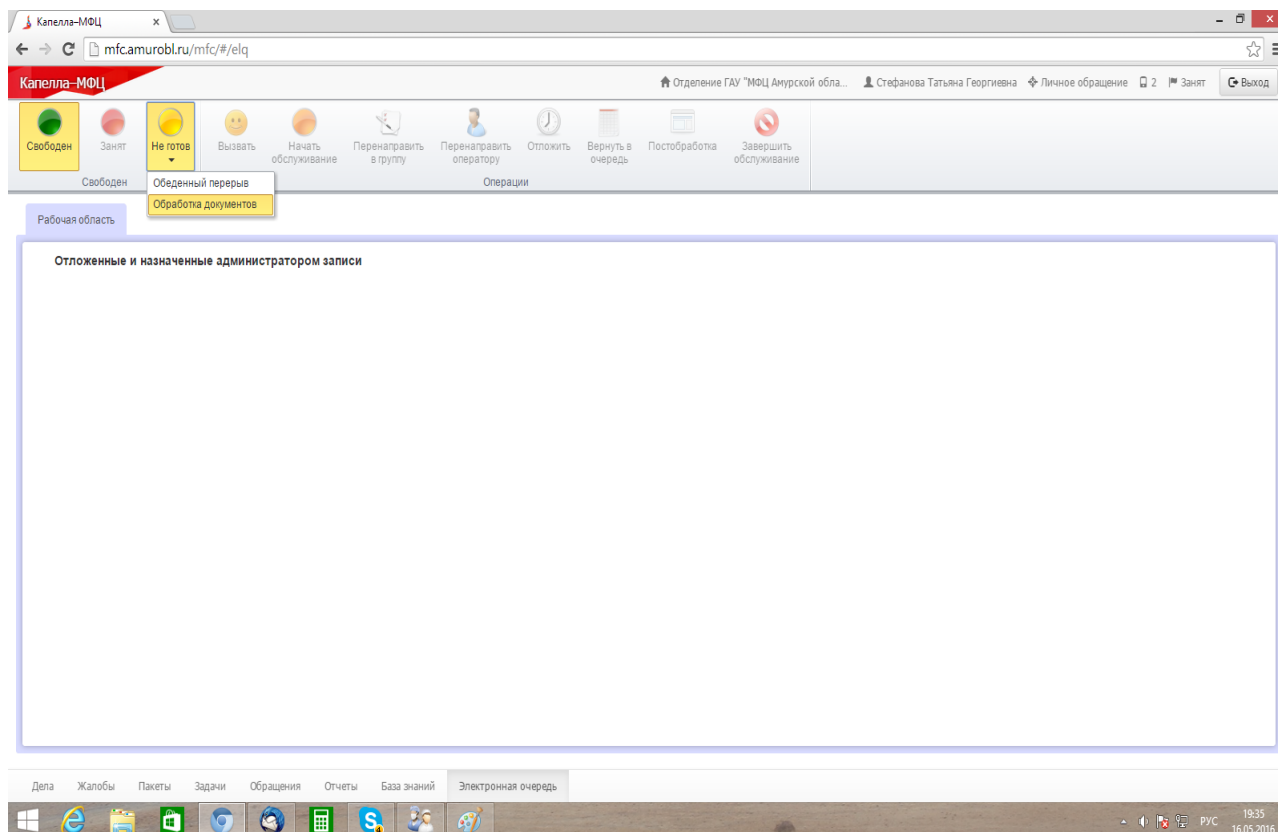 Капелла-МФЦ
mfc.amurobl.ru/mfc/#/elq
Капелла-МФЦ
Отделение ГАУ "МФЦ Амурской обла...
Стефанова Татьяна Георгиевна
Личное обращение
2
Занят
Выход
Свободен
Занят
Не готов
Вызвать
Начать
обслуживание
Перенаправить
в группу
Перенаправить
оператору
Отложить
Вернуть в
очередь
Постобработка
Завершить
обслуживание
Свободен
Операции
Обеденный перерыв
Обработка документов
Рабочая область
Отложенные и назначенные администратором записи
Дела
Жалобы
Пакеты
Задачи
Обращения
Отчеты
База знаний
Электронная очередь
РУС
19:35
16.05.2016